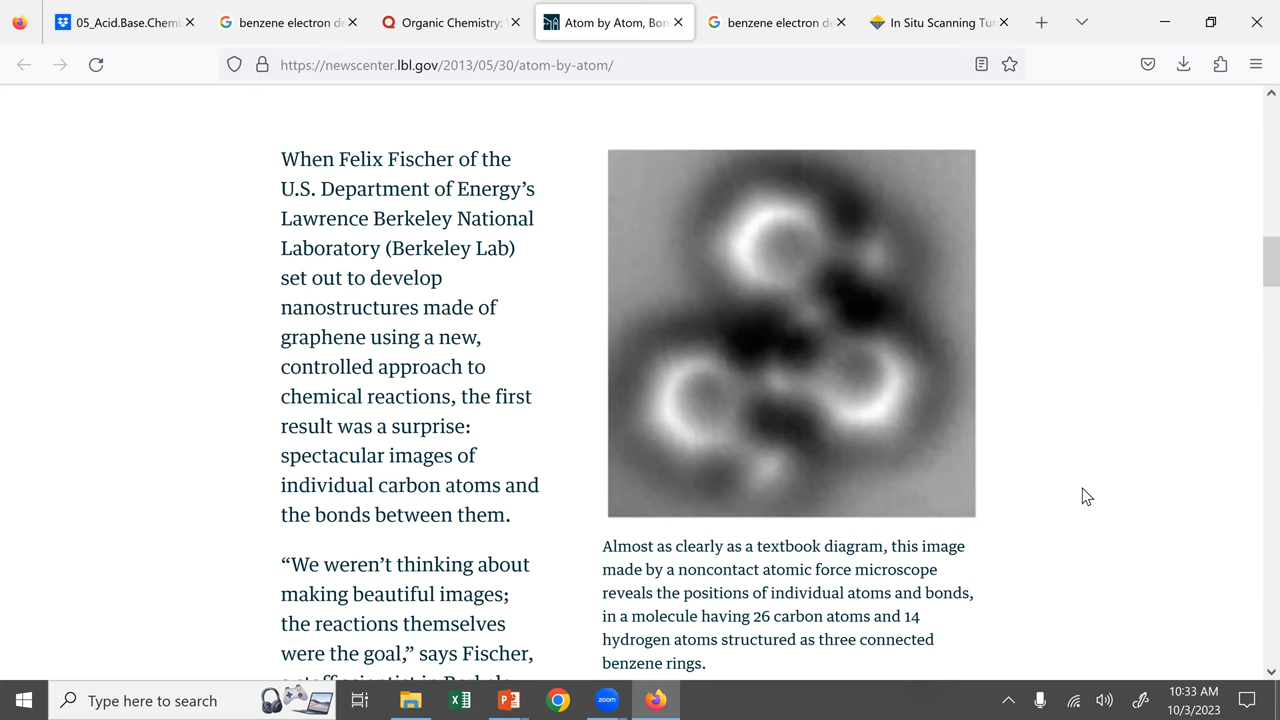 05_Acid.Base.Chemi
benzene electron de
Organic Chemistry:
Atom by Atom, Bon
benzene electron de
In Situ Scanning Tur
https://newscenter.lbl.gov/2013/05/30/atom-by-atom/
When Felix Fischer of the
U.S. Department of Energy’s
Lawrence Berkeley National
Laboratory (Berkeley Lab)
set out to develop
nanostructures made of
graphene using a new,
controlled approach to
chemical reactions, the first
result was a surprise:
spectacular images of
individual carbon atoms and
the bonds between them.
“We weren’t thinking about
making beautiful images;
the reactions themselves
were the goal,” says Fischer,
Almost as clearly as a textbook diagram, this image
made by a noncontact atomic force microscope
reveals the positions of individual atoms and bonds,
in a molecule having 26 carbon atoms and 14
hydrogen atoms structured as three connected
benzene rings.
Type here to search
zoom
10:33 AM
10/3/2023